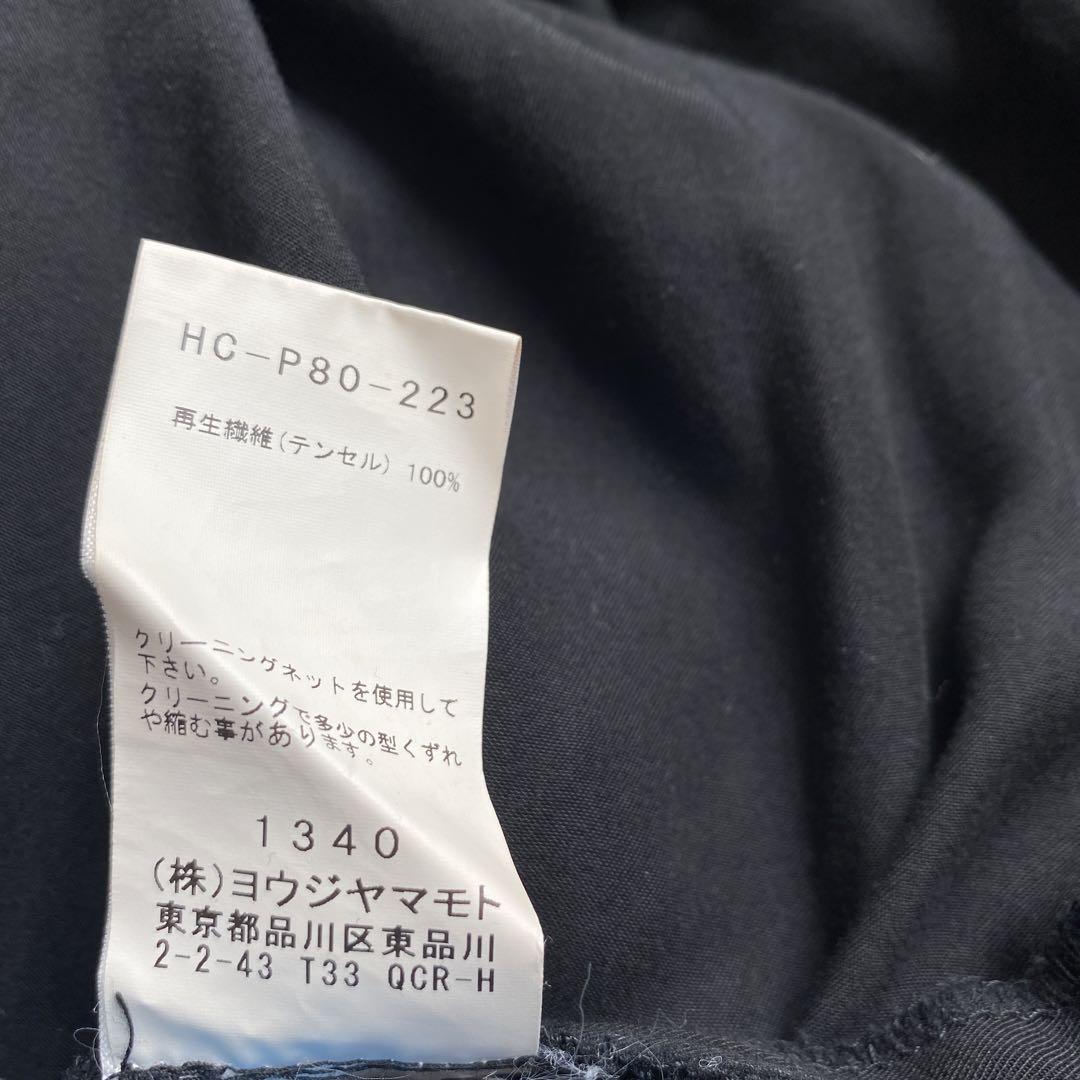 HC-P80-223
再生繊維(テンセル) 100%
クリーニングネットを使用して
下さい。
クリーニングで多少の型くずれ
や縮む事があります。
1340
(株)ヨウジヤマモト
東京都品川区東品川
2-2-43 T33 QCR-H